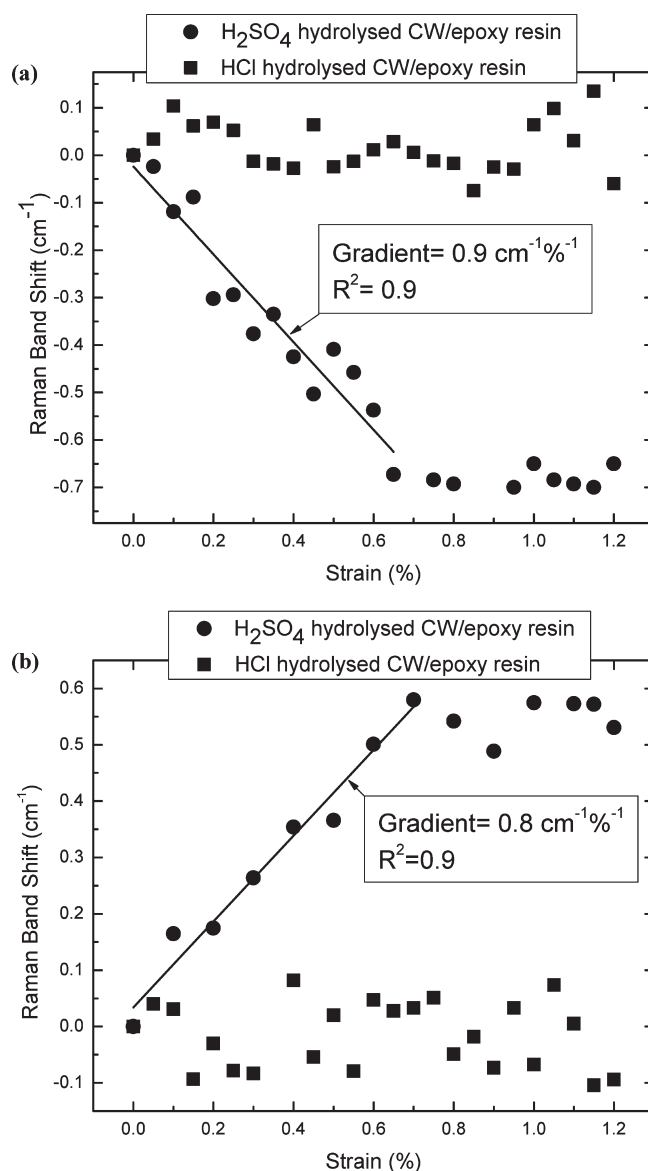 H2SO4 hydrolysed CW/epoxy resin
HCl hydrolysed CW/epoxy resin
(a)
0.1
0.0
-0.1
-0.2
-0.3
-0.4
-0.5
-0.6
-0.7
Raman Band Shift (cm-1)
Gradient= 0.9 cm-1%-1
R2= 0.9
0.0 0.2 0.4 0.6 0.8 1.0 1.2
Strain (%)
H2SO4 hydrolysed CW/epoxy resin
HCl hydrolysed CW/epoxy resin
(b)
0.6
0.5
0.4
0.3
0.2
0.1
0.0
-0.1
Raman Band Shift (cm-1)
Gradient= 0.8 cm-1%-1
R2=0.9
0.0 0.2 0.4 0.6 0.8 1.0 1.2
Strain (%)